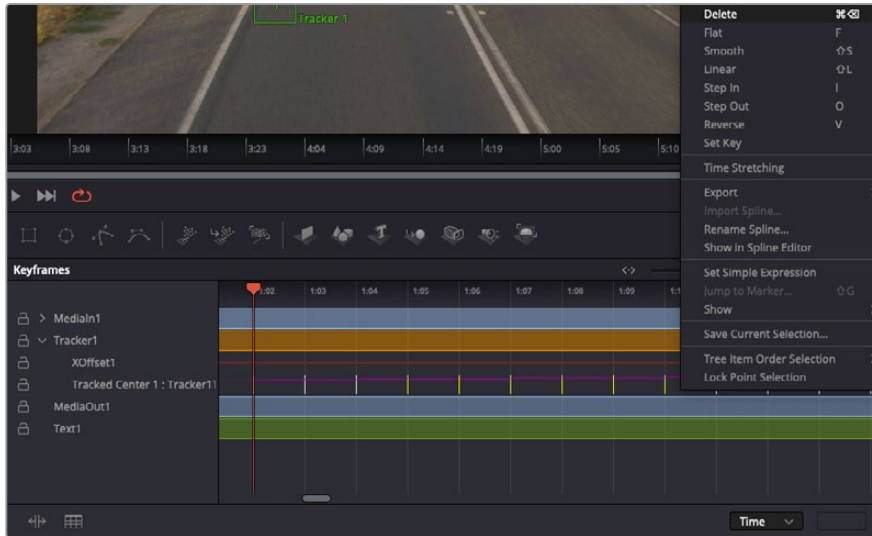 Tracker 1
Delete ⌘⌫
Flat F
Smooth ⇧S
Linear ⇧L
Step In I
Step Out O
Reverse V
Set Key
Time Stretching
Export
Import Spline...
Rename Spline...
Show in Spline Editor
Set Simple Expression
Jump to Marker... ⇧G
Show
Save Current Selection...
Tree Item Order Selection
Lock Point Selection
3:03 3:08 3:13 3:18 3:23 4:04 4:09 4:14 4:19 5:00 5:05 5:10
Keyframes
1:02 1:03 1:04 1:05 1:06 1:07 1:08 1:09
MediaIn1
Tracker1
XOffset1
Tracked Center 1 : Tracker1
MediaOut1
Text1
Time